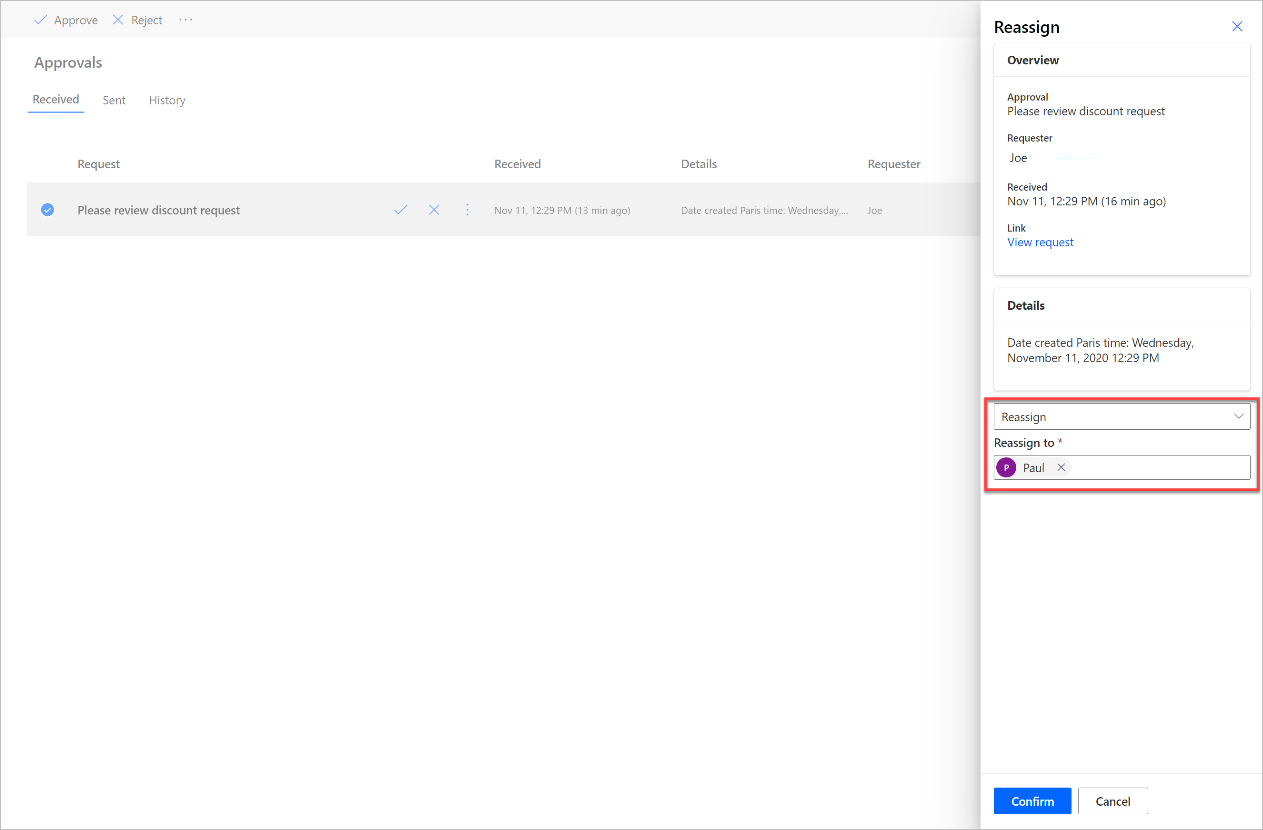 Approve Reject ...
Approvals
Received Sent History
Request Received Details Requester
Please review discount request Nov 11, 12:29 PM (13 min ago) Date created Paris time: Wednesday,... Joe
Reassign
Overview
Approval
Please review discount request
Requester
Joe
Received
Nov 11, 12:29 PM (16 min ago)
Link
View request
Details
Date created Paris time: Wednesday,
November 11, 2020 12:29 PM
Reassign
Reassign to *
P Paul
Confirm Cancel